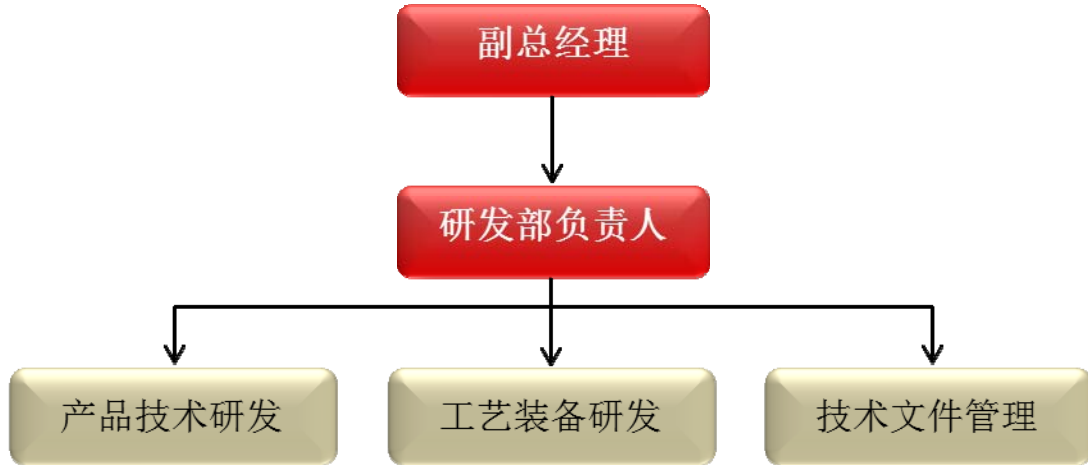 副总经理
研发部负责人
产品技术研发
工艺装备研发
技术文件管理